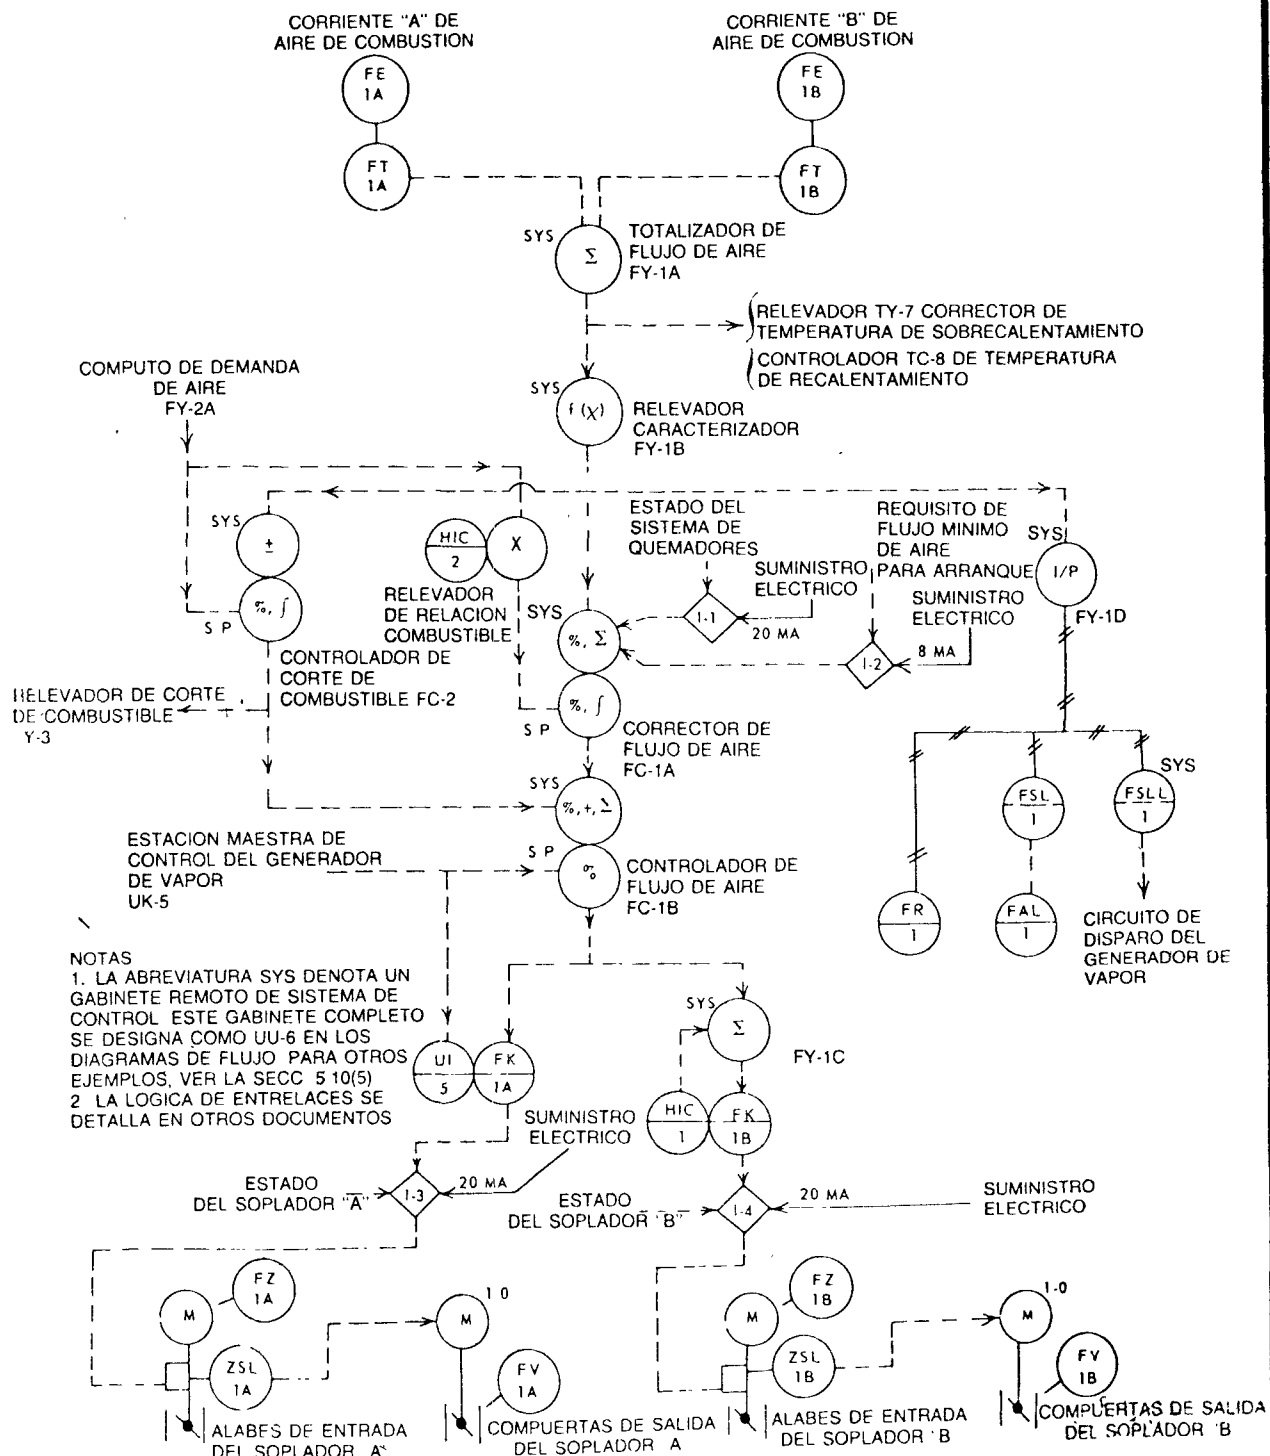 CORRIENTE "A" DE
AIRE DE COMBUSTION
CORRIENTE "B" DE
AIRE DE COMBUSTION
FE
1A
FE
1B
FT
1A
FT
1B
SYS
Σ
TOTALIZADOR DE
FLUJO DE AIRE
FY-1A
RELEVADOR TY-7 CORRECTOR DE
TEMPERATURA DE SOBRECALENTAMIENTO
CONTROLADOR TC-8 DE TEMPERATURA
DE RECALENTAMIENTO
COMPUTO DE DEMANDA
DE AIRE
FY-2A
SYS
f(X)
RELEVADOR
CARACTERIZADOR
FY-1B
SYS
±
%, ∫
S P
HIC
2
X
RELEVADOR
DE RELACION
COMBUSTIBLE
ESTADO DEL
SISTEMA DE
QUEMADORES
REQUISITO DE
FLUJO MINIMO
DE AIRE
PARA ARRANQUE
SUMINISTRO
ELECTRICO
I-1
20 MA
SUMINISTRO
ELECTRICO
I-2
8 MA
SYS
I/P
FY-1D
SYS
%, Σ
%, ∫
S P
CORRECTOR DE
FLUJO DE AIRE
FC-1A
CONTROLADOR DE
CORTE DE
COMBUSTIBLE FC-2
RELEVADOR DE CORTE
DE COMBUSTIBLE
Y-3
SYS
%, +, Σ
S P
%
CONTROLADOR DE
FLUJO DE AIRE
FC-1B
ESTACION MAESTRA DE
CONTROL DEL GENERADOR
DE VAPOR
UK-5
FSL
1
SYS
FSLL
1
FR
1
FAL
1
CIRCUITO DE
DISPARO DEL
GENERADOR DE
VAPOR
NOTAS
1. LA ABREVIATURA SYS DENOTA UN
GABINETE REMOTO DE SISTEMA DE
CONTROL ESTE GABINETE COMPLETO
SE DESIGNA COMO UU-6 EN LOS
DIAGRAMAS DE FLUJO PARA OTROS
EJEMPLOS, VER LA SECC 5 10(5)
2 LA LOGICA DE ENTRELACES SE
DETALLA EN OTROS DOCUMENTOS
UI
5
FK
1A
SYS
Σ
FY-1C
HIC
1
FK
1B
SUMINISTRO
ELECTRICO
ESTADO
DEL SOPLADOR "A"
I-3
20 MA
ESTADO
DEL SOPLADOR "B"
I-4
20 MA
SUMINISTRO
ELECTRICO
M
FZ
1A
ZSL
1A
M
1 0
FV
1A
M
FZ
1B
ZSL
1B
M
1-0
FV
1B
ALABES DE ENTRADA
DEL SOPLADOR A
COMPUERTAS DE SALIDA
DEL SOPLADOR A
ALABES DE ENTRADA
DEL SOPLADOR B
COMPUERTAS DE SALIDA
DEL SOPLADOR B